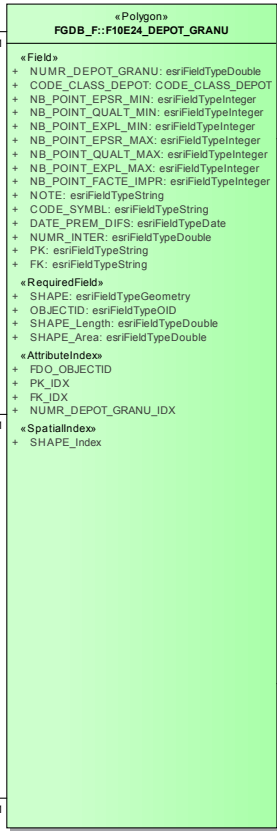 «Polygon»
FGDB_F::F10E24_DEPOT_GRANU
«Field»
+ NUMR_DEPOT_GRANU: esriFieldTypeDouble
+ CODE_CLASS_DEPOT: CODE_CLASS_DEPOT
+ NB_POINT_EPSR_MIN: esriFieldTypeInteger
+ NB_POINT_QUALT_MIN: esriFieldTypeInteger
+ NB_POINT_EXPL_MIN: esriFieldTypeInteger
+ NB_POINT_EPSR_MAX: esriFieldTypeInteger
+ NB_POINT_QUALT_MAX: esriFieldTypeInteger
+ NB_POINT_EXPL_MAX: esriFieldTypeInteger
+ NB_POINT_FACTE_IMPR: esriFieldTypeInteger
+ NOTE: esriFieldTypeString
+ CODE_SYMBL: esriFieldTypeString
+ DATE_PREM_DIFS: esriFieldTypeDate
+ NUMR_INTER: esriFieldTypeDouble
+ PK: esriFieldTypeString
+ FK: esriFieldTypeString
«RequiredField»
+ SHAPE: esriFieldTypeGeometry
+ OBJECTID: esriFieldTypeOID
+ SHAPE_Length: esriFieldTypeDouble
+ SHAPE_Area: esriFieldTypeDouble
«AttributeIndex»
+ FDO_OBJECTID
+ PK_IDX
+ FK_IDX
+ NUMR_DEPOT_GRANU_IDX
«SpatialIndex»
+ SHAPE_Index